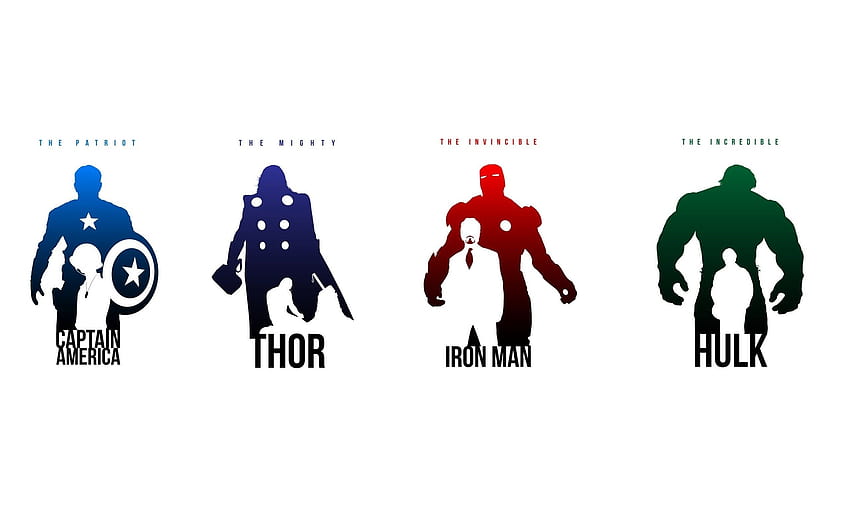 THE PATRIOT
CAPTAIN
AMERICA
THE MIGHTY
THOR
THE INVINCIBLE
IRON MAN
THE INCREDIBLE
HULK